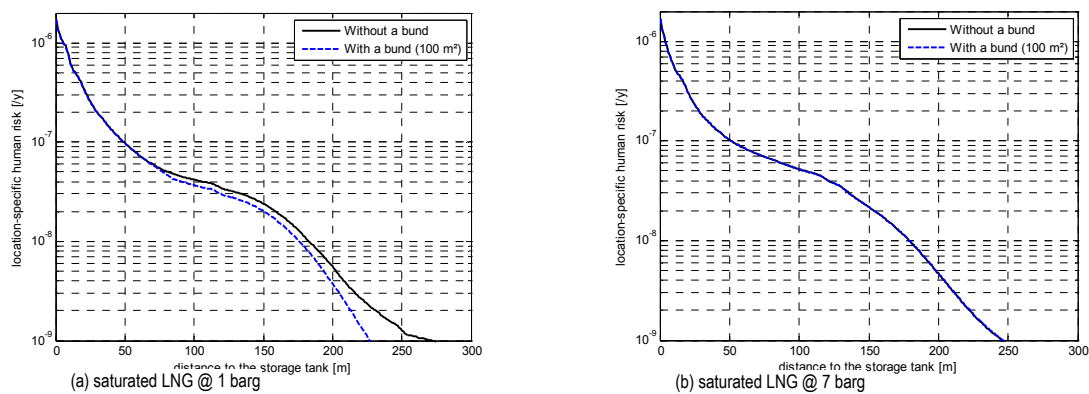 Without a bund
With a bund (100 m²)
10⁻⁶
10⁻⁷
10⁻⁸
10⁻⁹
location-specific human risk [/y]
0 50 100 150 200 250 300
distance to the storage tank [m]
(a) saturated LNG @ 1 barg
Without a bund
With a bund (100 m²)
10⁻⁶
10⁻⁷
10⁻⁸
10⁻⁹
location-specific human risk [/y]
0 50 100 150 200 250 300
distance to the storage tank [m]
(b) saturated LNG @ 7 barg